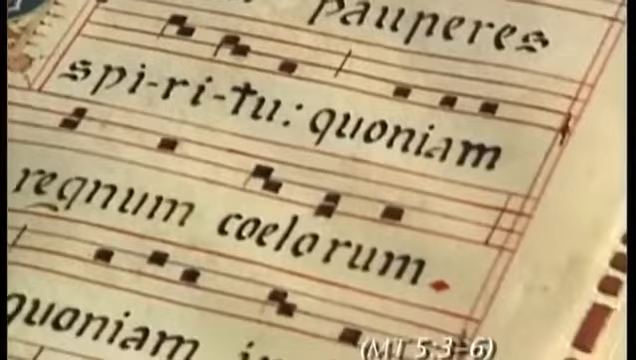 pauperes
spi-ri-tu: quoniam
regnum coelorum.
quoniam
(MT 5:3-6)